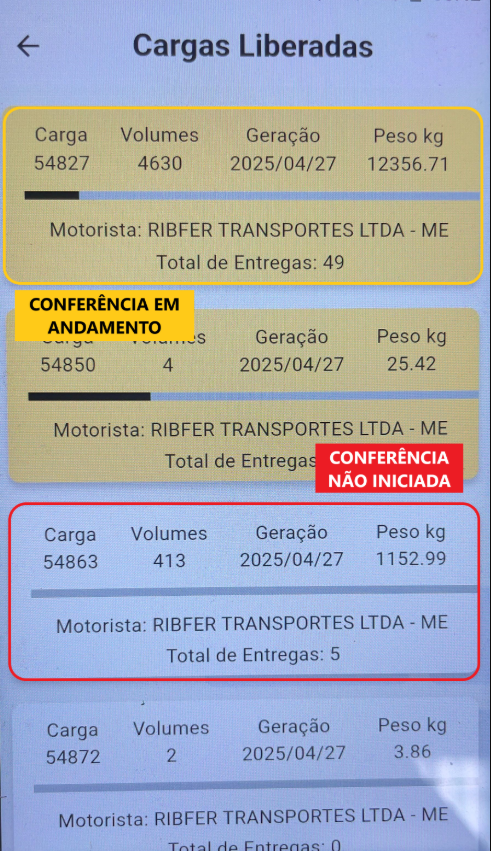 Cargas Liberadas
Carga Volumes Geração Peso kg
54827 4630 2025/04/27 12356.71
Motorista: RIBFER TRANSPORTES LTDA - ME
Total de Entregas: 49
CONFERÊNCIA EM
ANDAMENTO
Carga Volumes Geração Peso kg
54850 4 2025/04/27 25.42
Motorista: RIBFER TRANSPORTES LTDA - ME
Total de Entregas
CONFERÊNCIA
NÃO INICIADA
Carga Volumes Geração Peso kg
54863 413 2025/04/27 1152.99
Motorista: RIBFER TRANSPORTES LTDA - ME
Total de Entregas: 5
Carga Volumes Geração Peso kg
54872 2 2025/04/27 3.86
Motorista: RIBFER TRANSPORTES LTDA - ME
Total de Entregas: 0